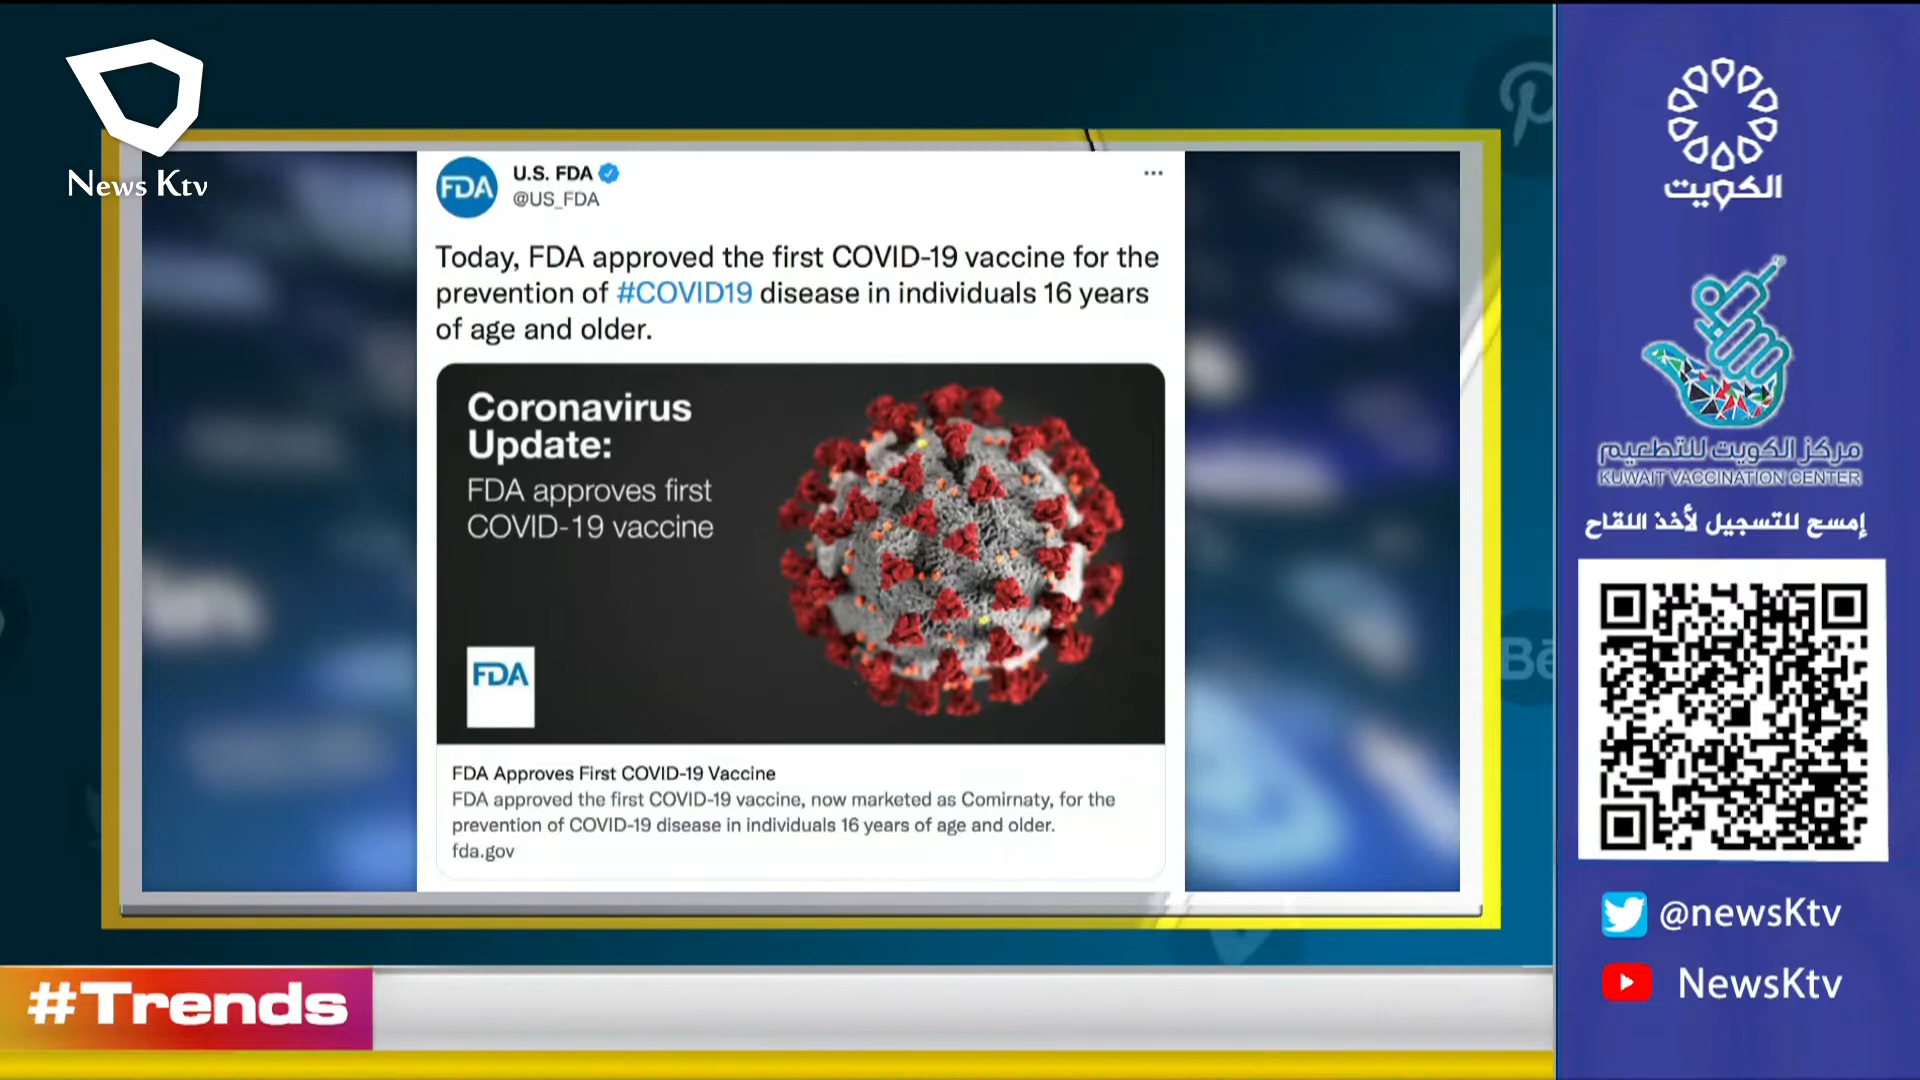 News Ktv
FDA
U.S. FDA
@US_FDA
Today, FDA approved the first COVID-19 vaccine for the
prevention of #COVID19 disease in individuals 16 years
of age and older.
Coronavirus
Update:
FDA approves first
COVID-19 vaccine
FDA
FDA Approves First COVID-19 Vaccine
FDA approved the first COVID-19 vaccine, now marketed as Comirnaty, for the
prevention of COVID-19 disease in individuals 16 years of age and older.
fda.gov
#Trends
الكويت
مركز الكويت للتطعيم
KUWAIT VACCINATION CENTER
إمسح للتسجيل لأخذ اللقاح
@newsKtv
NewsKtv
Bē